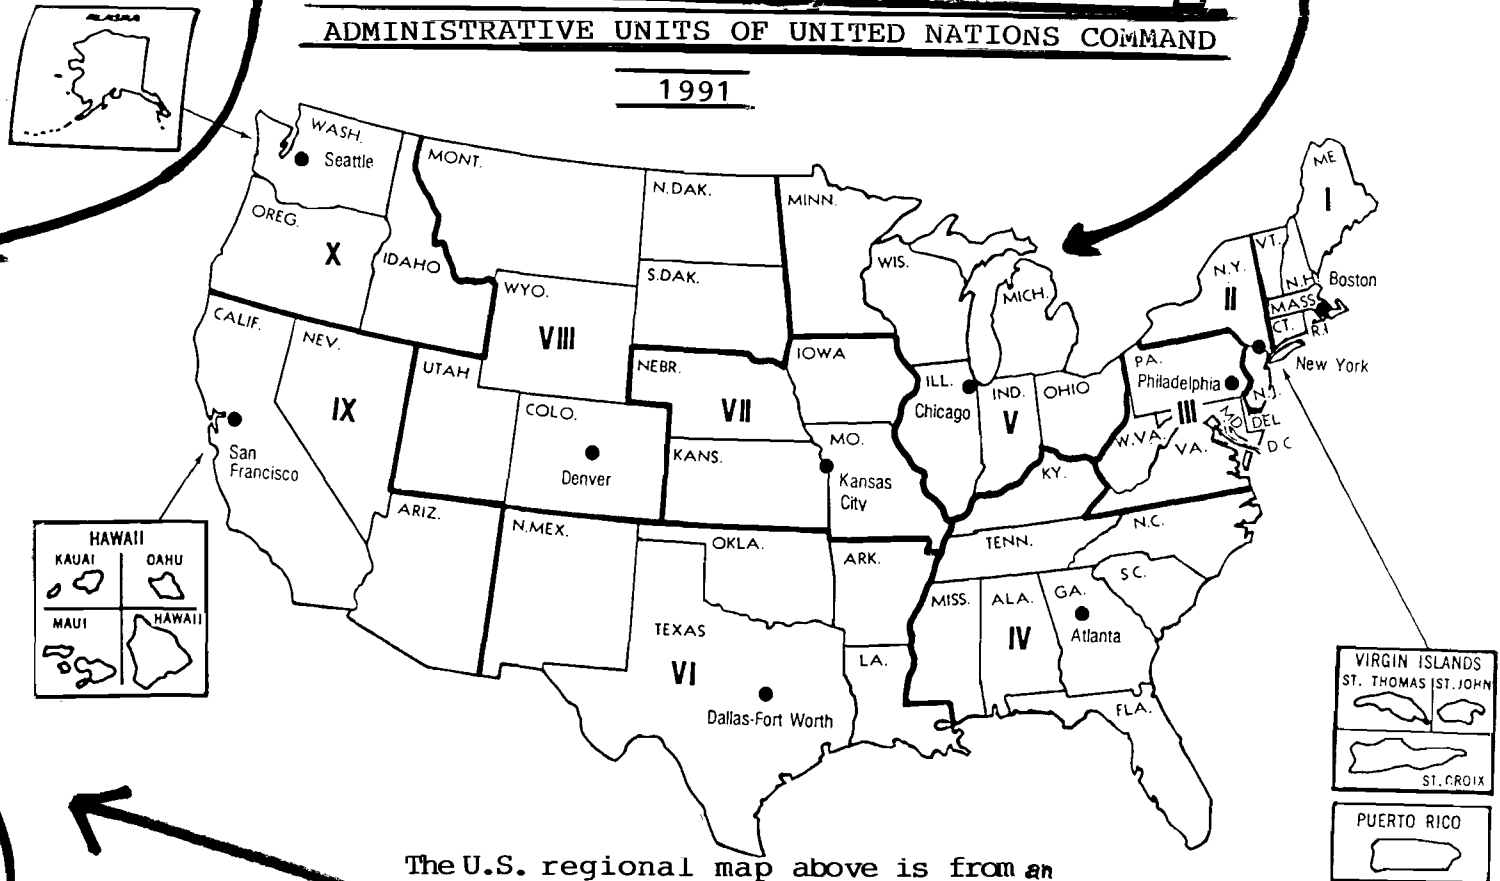 ADMINISTRATIVE UNITS OF UNITED NATIONS COMMAND
1991
ALASKA
WASH.
Seattle
MONT.
N.DAK.
MINN.
ME
I
OREG.
X
IDAHO
WYO.
VIII
S.DAK.
WIS.
MICH.
N.Y.
II
VT.
N.H.
Boston
MASS
CT.
R.I
New York
CALIF.
NEV.
IX
UTAH
COLO.
Denver
NEBR.
VII
IOWA
ILL.
Chicago
IND.
V
OHIO
PA.
Philadelphia
III
N.J.
DEL
D C
W.VA.
VA.
San
Francisco
KANS.
MO.
Kansas
City
KY.
ARIZ.
N.MEX.
OKLA.
ARK.
TENN.
N.C.
S.C.
MISS.
ALA.
GA.
Atlanta
IV
TEXAS
VI
Dallas-Fort Worth
LA.
FLA.
HAWAII
KAUAI
OAHU
MAUI
HAWAII
VIRGIN ISLANDS
ST. THOMAS
ST. JOHN
ST. CROIX
PUERTO RICO
The U.S. regional map above is from an